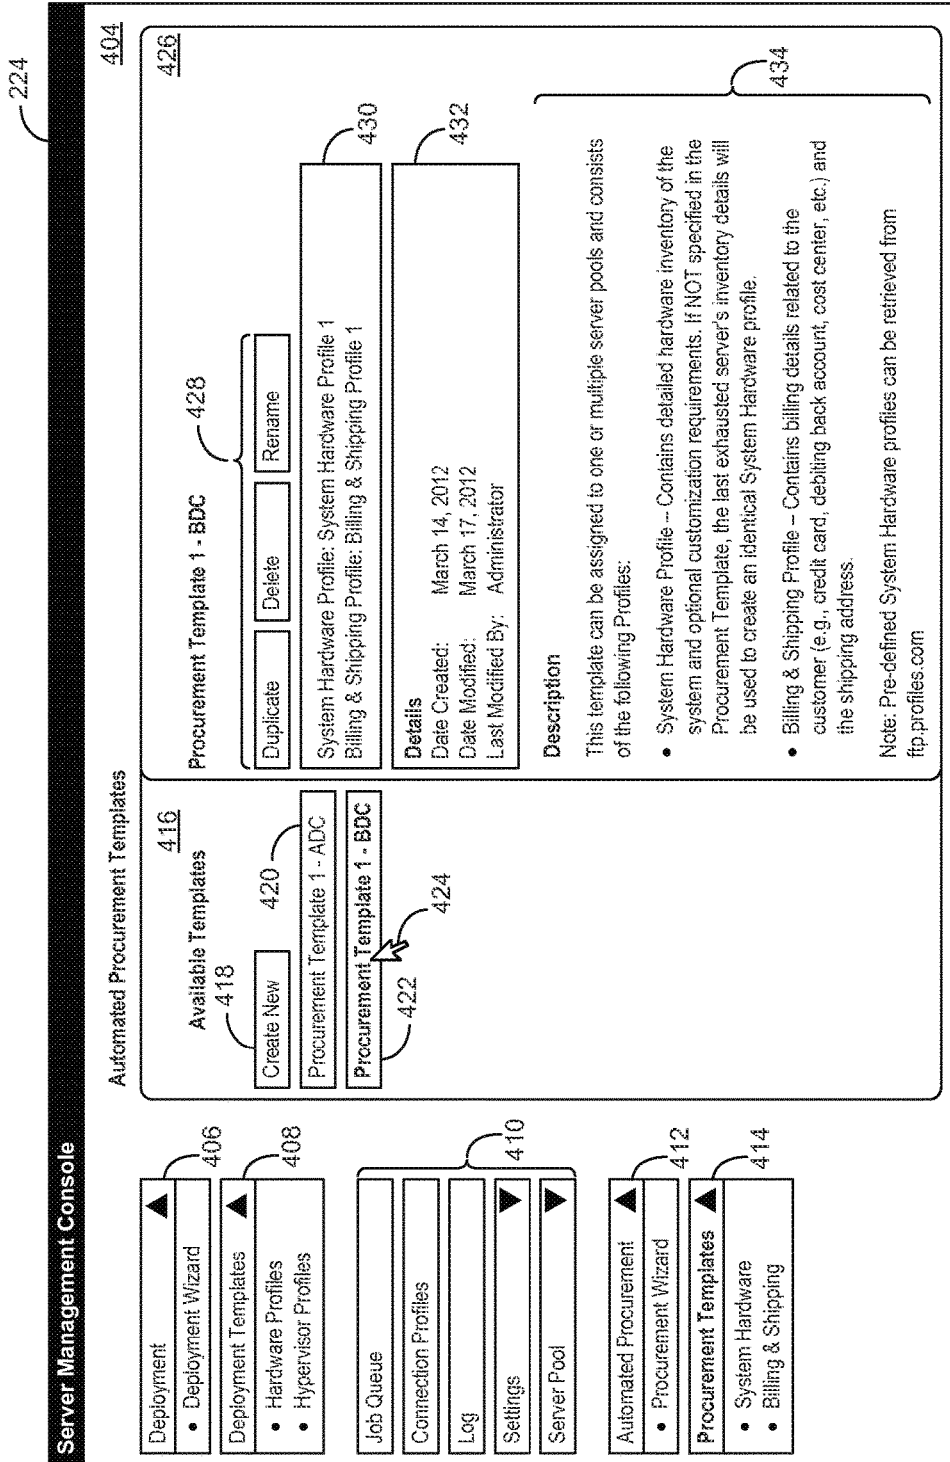 224
Server Management Console
404
Deployment
• Deployment Wizard
406
Deployment Templates
• Hardware Profiles
• Hypervisor Profiles
408
Job Queue
Connection Profiles
Log
Settings
Server Pool
410
Automated Procurement
• Procurement Wizard
412
Procurement Templates
• System Hardware
• Billing & Shipping
414
Automated Procurement Templates
416
Available Templates
418
Create New
420
Procurement Template 1 - ADC
Procurement Template 1 - BDC
422
424
426
Procurement Template 1 - BDC
428
Duplicate
Delete
Rename
System Hardware Profile: System Hardware Profile 1
Billing & Shipping Profile: Billing & Shipping Profile 1
430
Details
Date Created: March 14, 2012
Date Modified: March 17, 2012
Last Modified By: Administrator
432
Description
This template can be assigned to one or multiple server pools and consists
of the following Profiles:
• System Hardware Profile – Contains detailed hardware inventory of the
system and optional customization requirements. If NOT specified in the
Procurement Template, the last exhausted server's inventory details will
be used to create an identical System Hardware profile.
• Billing & Shipping Profile – Contains billing details related to the
customer (e.g., credit card, debiting back account, cost center, etc.) and
the shipping address.
Note: Pre-defined System Hardware profiles can be retrieved from
ftp.profiles.com
434